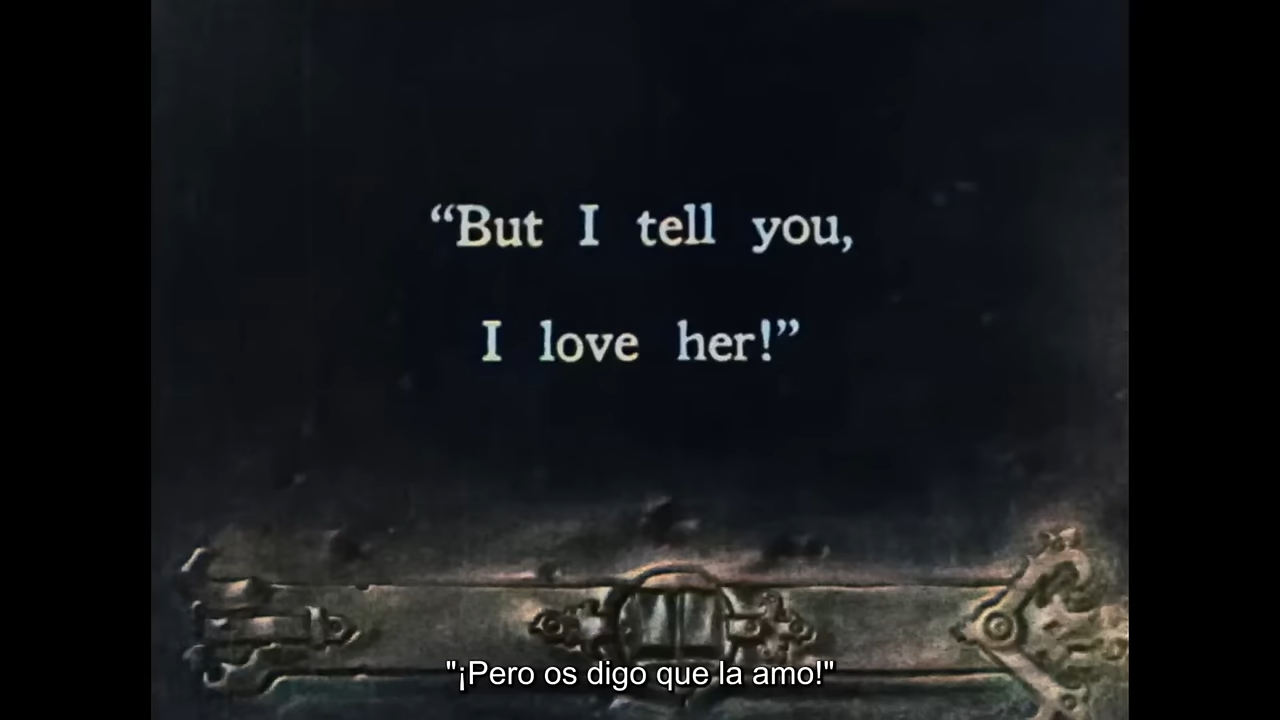 “But I tell you,
I love her!”
"¡Pero os digo que la amo!"